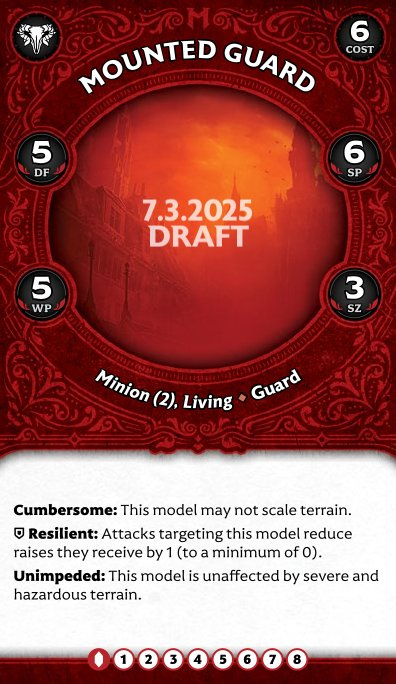 6
COST
MOUNTED GUARD
5
DF
6
SP
7.3.2025
DRAFT
5
WP
3
SZ
Minion (2), Living ♦ Guard
Cumbersome: This model may not scale terrain.
Resilient: Attacks targeting this model reduce
raises they receive by 1 (to a minimum of 0).
Unimpeded: This model is unaffected by severe and
hazardous terrain.
1 2 3 4 5 6 7 8